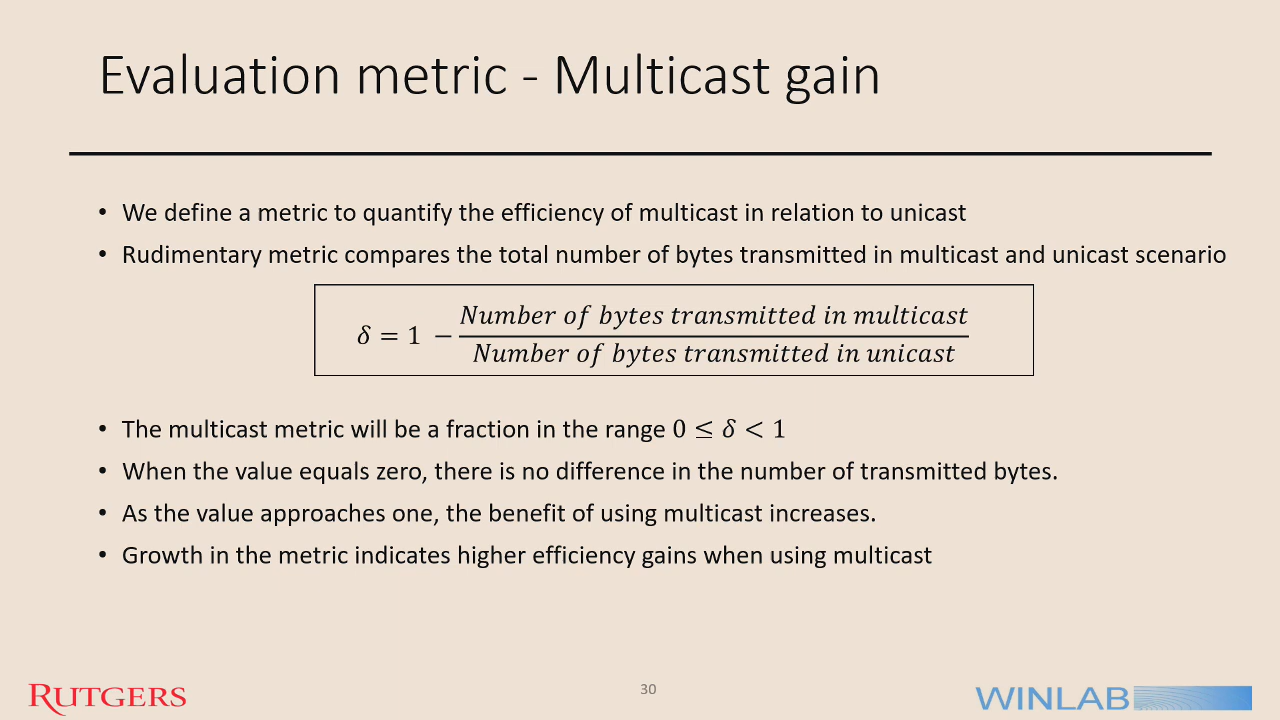 Evaluation metric - Multicast gain
• We define a metric to quantify the efficiency of multicast in relation to unicast
• Rudimentary metric compares the total number of bytes transmitted in multicast and unicast scenario
δ = 1 − Number of bytes transmitted in multicast / Number of bytes transmitted in unicast
• The multicast metric will be a fraction in the range 0 ≤ δ < 1
• When the value equals zero, there is no difference in the number of transmitted bytes.
• As the value approaches one, the benefit of using multicast increases.
• Growth in the metric indicates higher efficiency gains when using multicast
RUTGERS
30
WINLAB